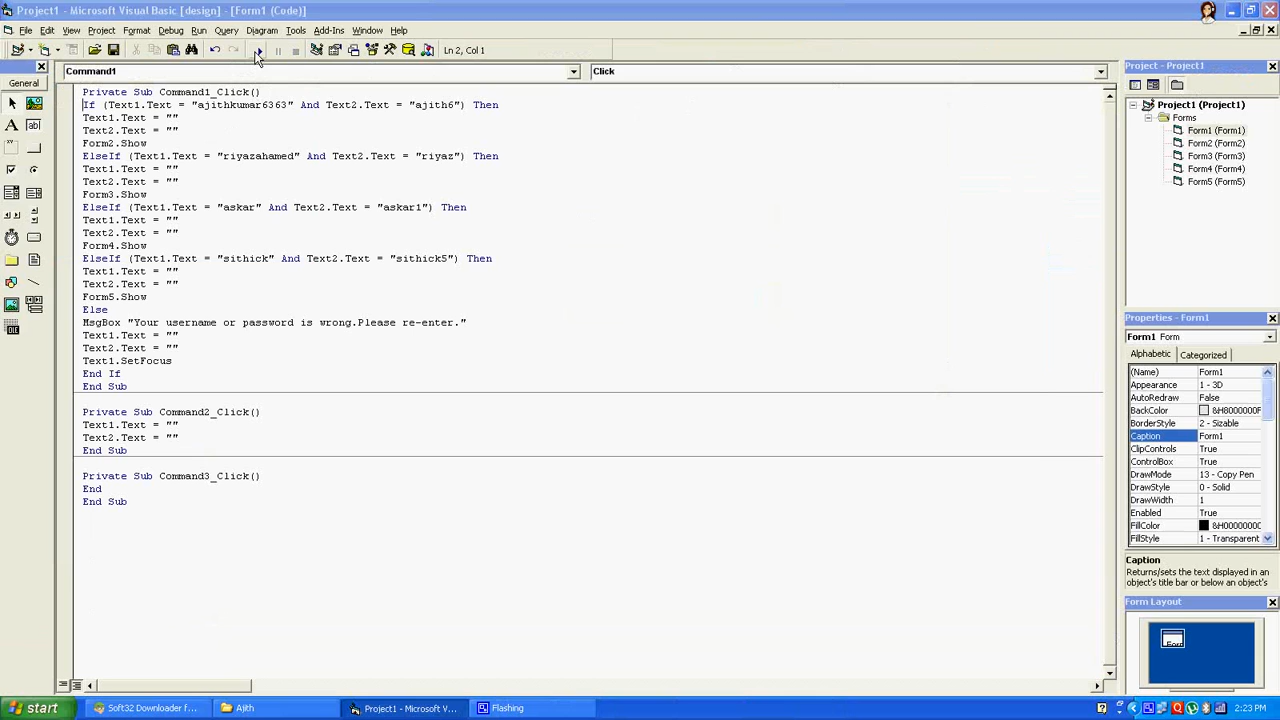 Project1 - Microsoft Visual Basic [design] - [Form1 (Code)]
File Edit View Project Format Debug Run Query Diagram Tools Add-Ins Window Help
Ln 2, Col 1
General
Command1
Click
Private Sub Command1_Click()
If (Text1.Text = "ajithkumar6363" And Text2.Text = "ajith6") Then
Text1.Text = ""
Text2.Text = ""
Form2.Show
ElseIf (Text1.Text = "riyazahamed" And Text2.Text = "riyaz") Then
Text1.Text = ""
Text2.Text = ""
Form3.Show
ElseIf (Text1.Text = "askar" And Text2.Text = "askar1") Then
Text1.Text = ""
Text2.Text = ""
Form4.Show
ElseIf (Text1.Text = "sithick" And Text2.Text = "sithick5") Then
Text1.Text = ""
Text2.Text = ""
Form5.Show
Else
MsgBox "Your username or password is wrong.Please re-enter."
Text1.Text = ""
Text2.Text = ""
Text1.SetFocus
End If
End Sub
Private Sub Command2_Click()
Text1.Text = ""
Text2.Text = ""
End Sub
Private Sub Command3_Click()
End
End Sub
Project - Project1
Project1 (Project1)
Forms
Form1 (Form1)
Form2 (Form2)
Form3 (Form3)
Form4 (Form4)
Form5 (Form5)
Properties - Form1
Form1 Form
Alphabetic Categorized
(Name) Form1
Appearance 1 - 3D
AutoRedraw False
BackColor &H8000000F
BorderStyle 2 - Sizable
Caption Form1
ClipControls True
ControlBox True
DrawMode 13 - Copy Pen
DrawStyle 0 - Solid
DrawWidth 1
Enabled True
FillColor &H0000000C
FillStyle 1 - Transparent
Caption
Returns/sets the text displayed in an
object's title bar or below an object's
Form Layout
start
Soft32 Downloader f...
Ajith
Project1 - Microsoft V...
Flashing
2:23 PM